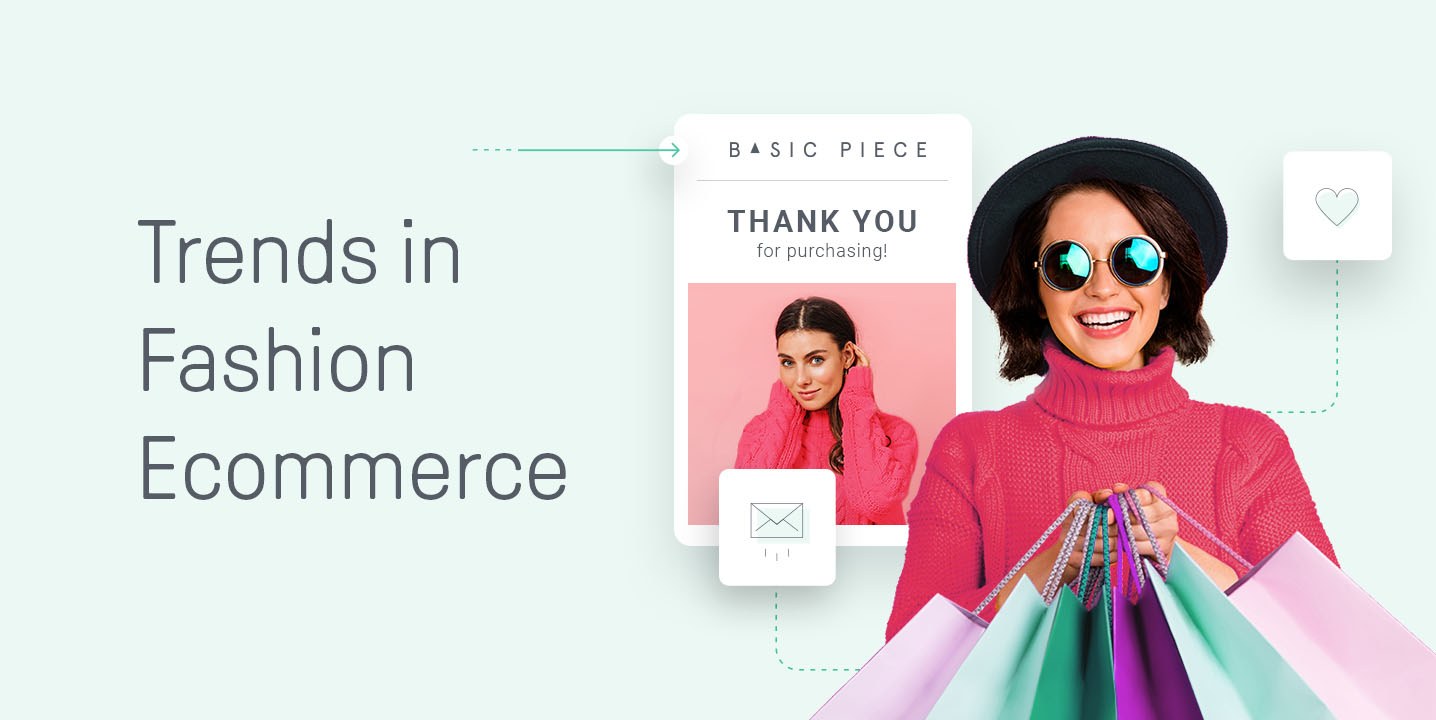 Trends in
Fashion
Ecommerce
BASIC PIECE
THANK YOU
for purchasing!